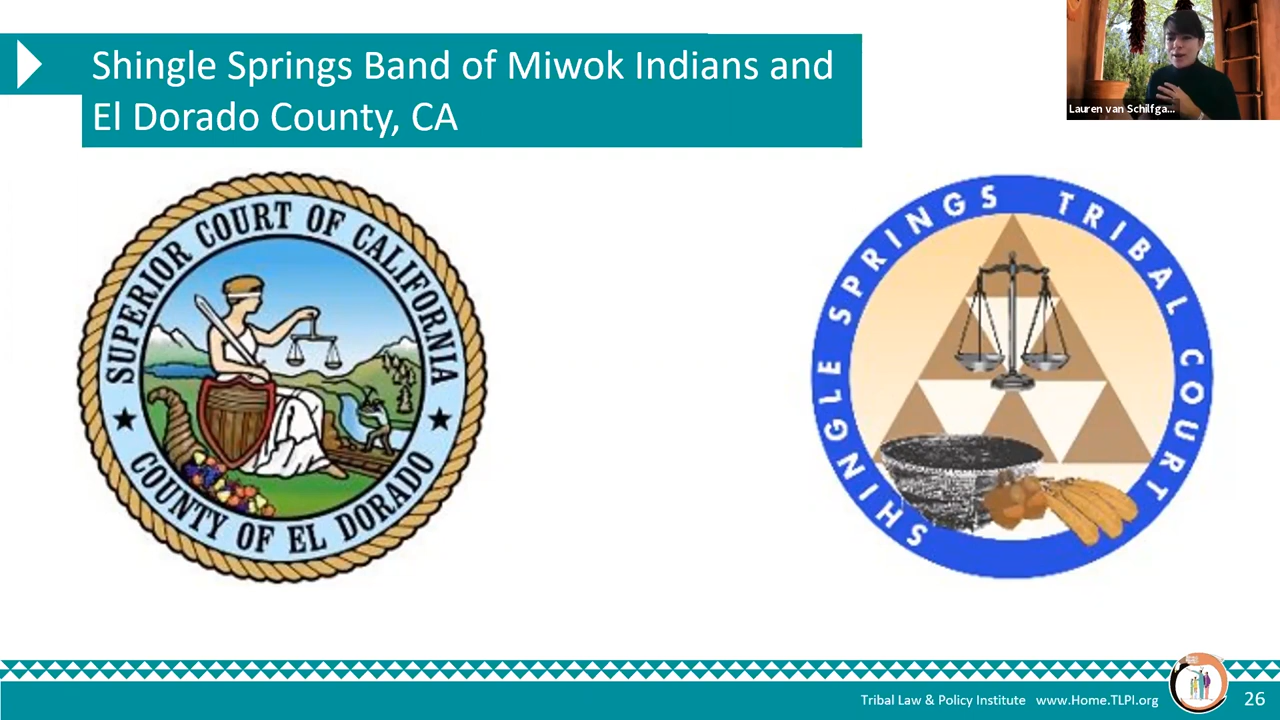 Shingle Springs Band of Miwok Indians and
El Dorado County, CA
Lauren van Schilfga...
SUPERIOR COURT OF CALIFORNIA
COUNTY OF EL DORADO
SHINGLE SPRINGS TRIBAL COURT
Tribal Law & Policy Institute www.Home.TLPI.org
26